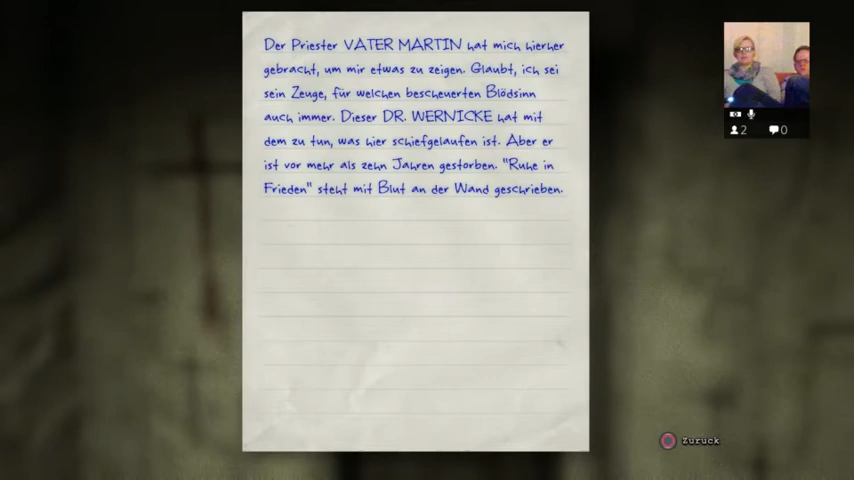 Der Priester VATER MARTIN hat mich hierher
gebracht, um mir etwas zu zeigen. Glaubt, ich sei
sein Zeuge, für welchen bescheuerten Blödsinn
auch immer. Dieser DR. WERNICKE hat mit
dem zu tun, was hier schiefgelaufen ist. Aber er
ist vor mehr als zehn Jahren gestorben. "Ruhe in
Frieden" steht mit Blut an der Wand geschrieben.
2
0
Zurück